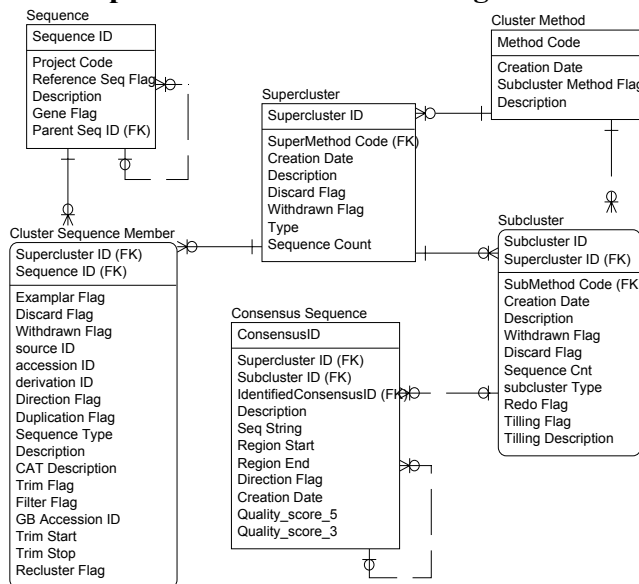 Sequence
Sequence ID
Project Code
Reference Seq Flag
Description
Gene Flag
Parent Seq ID (FK)
Cluster Method
Method Code
Creation Date
Subcluster Method Flag
Description
Supercluster
Supercluster ID
SuperMethod Code (FK)
Creation Date
Description
Discard Flag
Withdrawn Flag
Type
Sequence Count
Cluster Sequence Member
Supercluster ID (FK)
Sequence ID (FK)
Examplar Flag
Discard Flag
Withdrawn Flag
source ID
accession ID
derivation ID
Direction Flag
Duplication Flag
Sequence Type
Description
CAT Description
Trim Flag
Filter Flag
GB Accession ID
Trim Start
Trim Stop
Recluster Flag
Subcluster
Subcluster ID
Supercluster ID (FK)
SubMethod Code (FK)
Creation Date
Description
Withdrawn Flag
Discard Flag
Sequence Cnt
subcluster Type
Redo Flag
Tilling Flag
Tilling Description
Consensus Sequence
ConsensusID
Supercluster ID (FK)
Subcluster ID (FK)
IdentifiedConsensusID (FK)
Description
Seq String
Region Start
Region End
Direction Flag
Creation Date
Quality_score_5
Quality_score_3